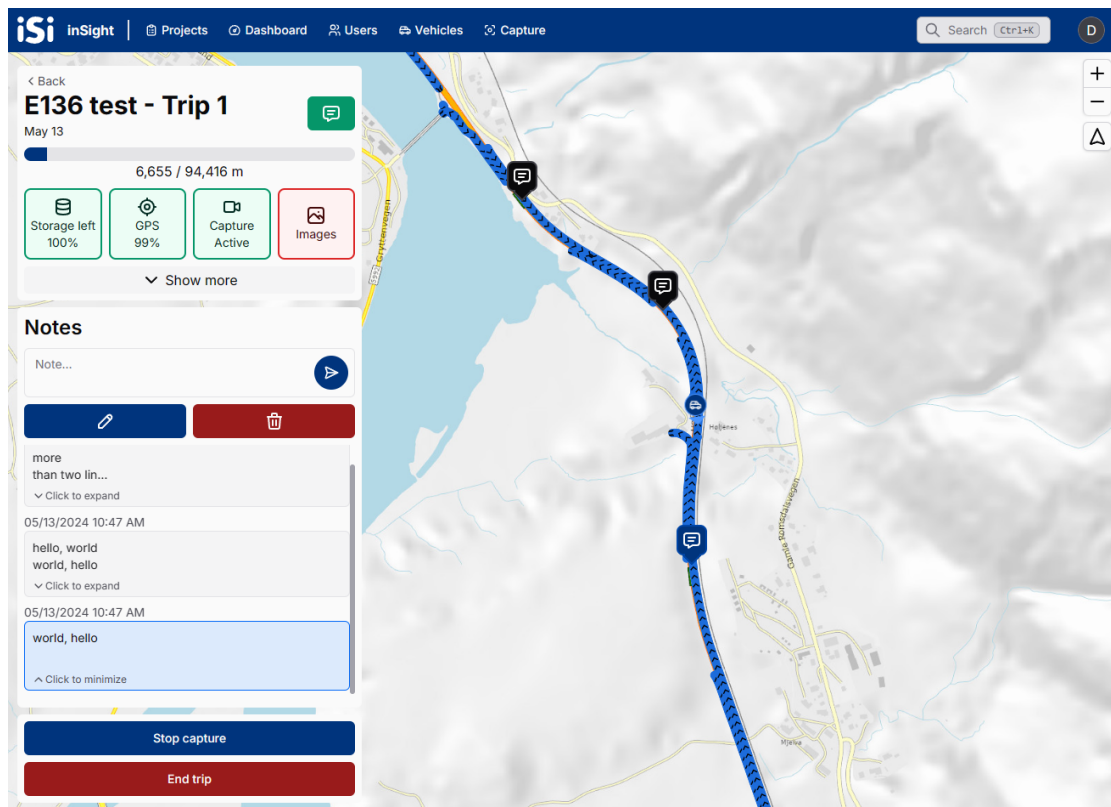 iSi inSight Projects Dashboard Users Vehicles Capture Search Ctrl+K D
Back
E136 test - Trip 1
May 13
6,655 / 94,416 m
Storage left
100%
GPS
99%
Capture
Active
Images
Show more
Notes
Note...
more
than two lin...
Click to expand
05/13/2024 10:47 AM
hello, world
world, hello
Click to expand
05/13/2024 10:47 AM
world, hello
Click to minimize
Stop capture
End trip
Gryttenvegen
Gamle Romsdalsvegen
Mjelva